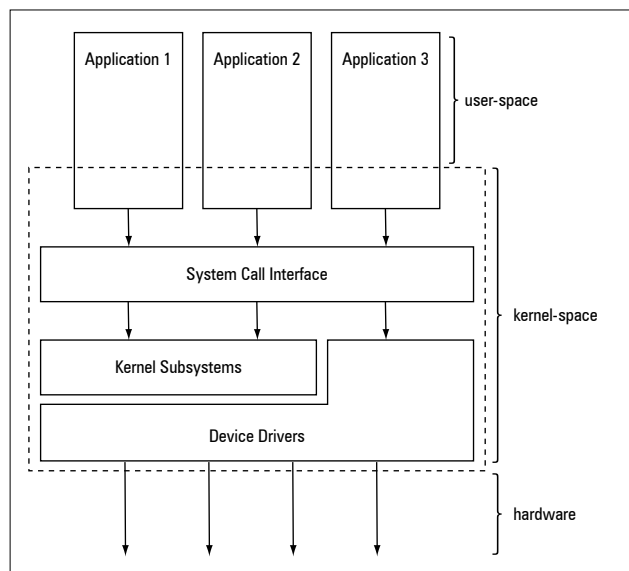 Application 1
Application 2
Application 3
user-space
System Call Interface
kernel-space
Kernel Subsystems
Device Drivers
hardware